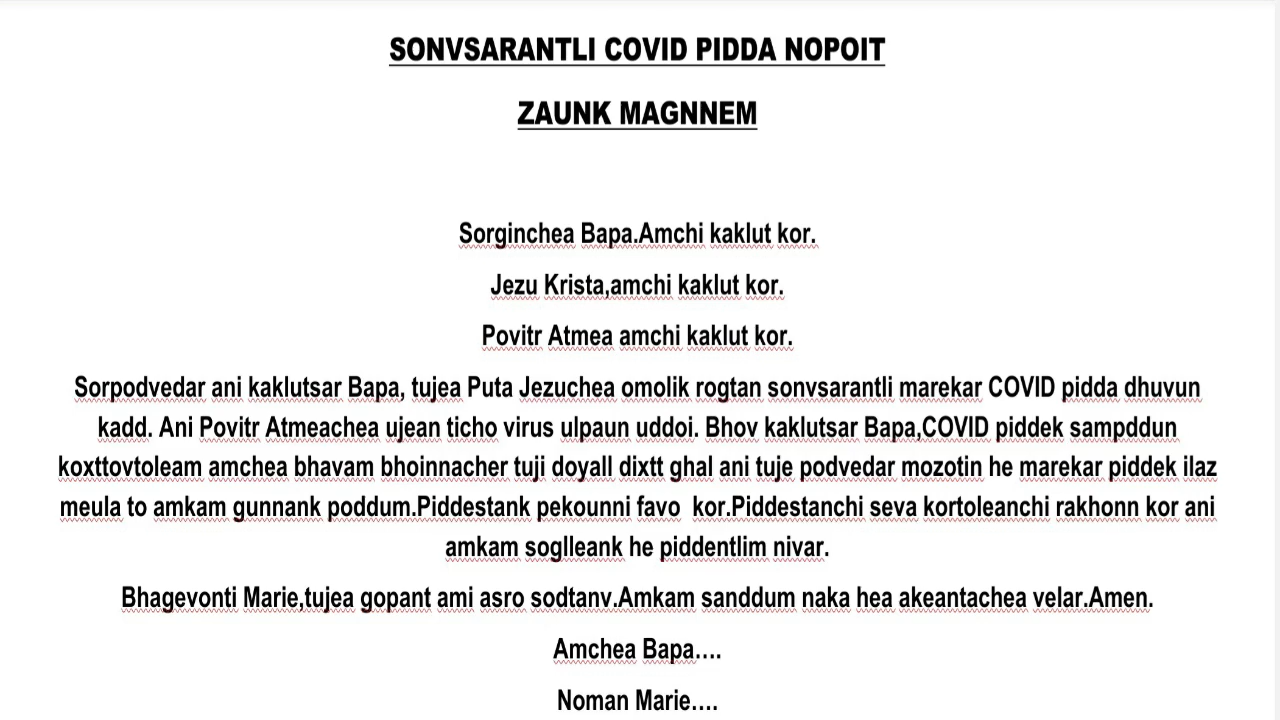 SONVSARANTLI COVID PIDDA NOPOIT
ZAUNK MAGNNEM
Sorginchea Bapa.Amchi kaklut kor.
Jezu Krista,amchi kaklut kor.
Povitr Atmea amchi kaklut kor.
Sorpodvedar ani kaklutsar Bapa, tujea Puta Jezuchea omolik rogtan sonvsarantli marekar COVID pidda dhuvun
kadd. Ani Povitr Atmeachea ujean ticho virus ulpaun uddoi. Bhov kaklutsar Bapa,COVID piddek sampddun
koxttovtoleam amchea bhavam bhoinnacher tuji doyall dixtt ghal ani tuje podvedar mozotin he marekar piddek ilaz
meula to amkam gunnank poddum.Piddestank pekounni favo  kor.Piddestanchi seva kortoleanchi rakhonn kor ani
amkam soglleank he piddentlim nivar.
Bhagevonti Marie,tujea gopant ami asro sodtanv.Amkam sanddum naka hea akeantachea velar.Amen.
Amchea Bapa….
Noman Marie….